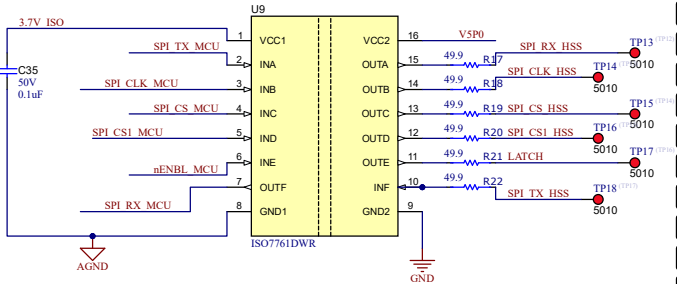 U9
3.7V_ISO
1 VCC1 VCC2 16 V5P0
SPI_TX_MCU 2 INA OUTA 15 49.9 R17 SPI_RX_HSS TP13 (TP12) 5010
SPI_CLK_MCU 3 INB OUTB 14 49.9 R18 SPI_CLK_HSS TP14 5010
SPI_CS_MCU 4 INC OUTC 13 49.9 R19 SPI_CS_HSS TP15 (TP14) 5010
SPI_CS1_MCU 5 IND OUTD 12 49.9 R20 SPI_CS1_HSS TP16 5010
nENBL_MCU 6 INE OUTE 11 49.9 R21 LATCH TP17 (TP16) 5010
SPI_RX_MCU 7 OUTF INF 10 49.9 R22 SPI_TX_HSS TP18 (TP17) 5010
8 GND1 GND2 9
C35
50V
0.1uF
ISO7761DWR
AGND
GND